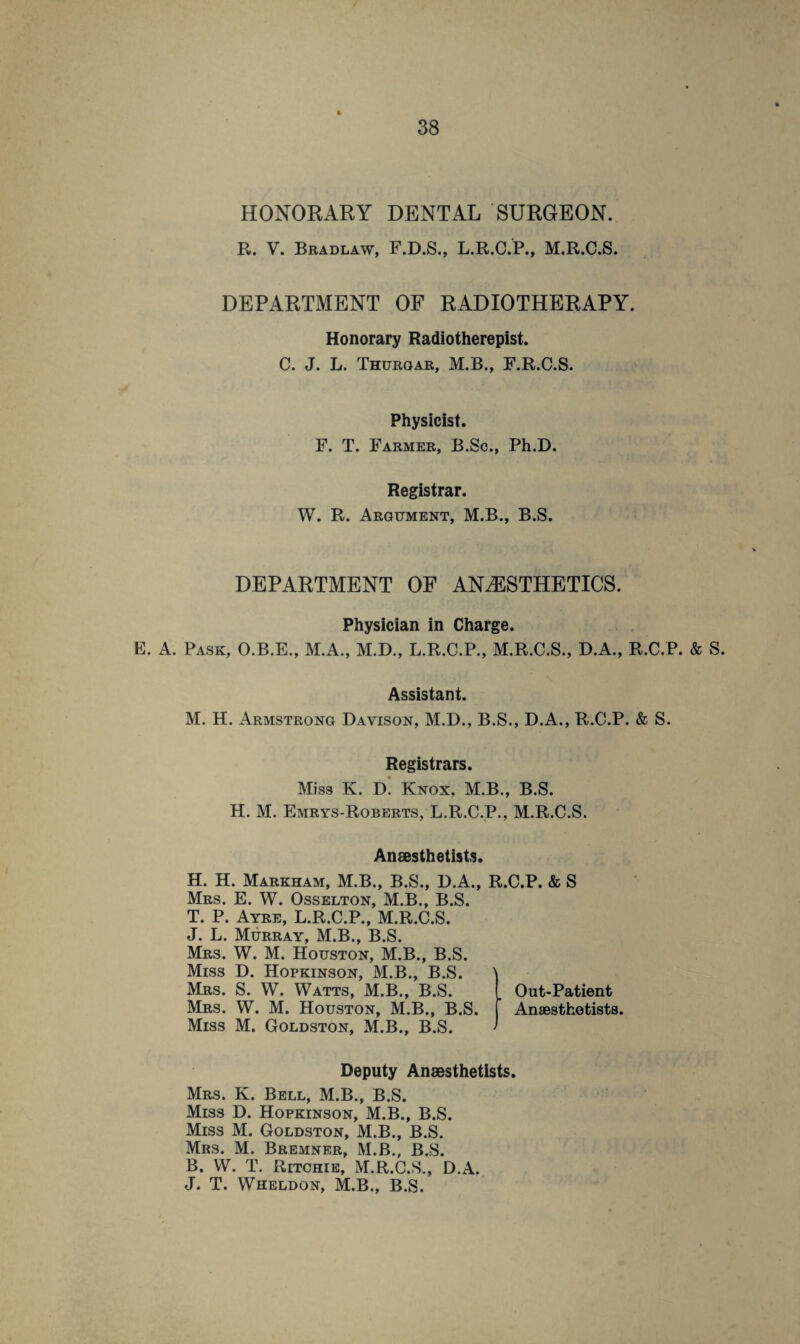 38
HONORARY DENTAL SURGEON.
R. V. Bradlaw, F.D.S., L.R.C.P., M.R.C.S.
DEPARTMENT OF RADIOTHERAPY.
Honorary Radiotherepist.
C. J. L. Thurgar, M.B., F.R.C.S.
Physicist.
F. T. Farmer, B.Sc., Ph.D.
Registrar.
W. R. Argument, M.B., B.S.
DEPARTMENT OF ANÆSTHETICS.
Physician in Charge.
E. A. Pask, O.B.E., M.A., M.D., L.R.C.P., M.R.C.S., D.A., R.C.P. & S.
Assistant.
M. H. Armstrong Davison, M.D., B.S., D.A., R.C.P. & S.
Registrars.
Miss K. D. Knox, M.B., B.S.
H. M. Emrys-Roberts, L.R.C.P., M.R.C.S.
Anæsthetists.
H. H. Markham, M.B., B.S., D.A., R.C.P. & S
Mrs. E. W. Osselton, M.B., B.S.
T. P. Ayre, L.R.C.P., M.R.C.S.
J. L. Murray, M.B., B.S.
Mrs. W. M. Houston, M.B., B.S.
Miss D. Hopkinson, M.B., B.S.
Mrs. S. W. Watts, M.B., B.S. Out-Patient
Mrs. W. M. Houston, M.B., B.S. Anæsthetists.
Miss M. Goldston, M.B., B.S.
Deputy Anæsthetists.
Mrs. K. Bell, M.B., B.S.
Miss D. Hopkinson, M.B., B.S.
Miss M. Goldston, M.B., B.S.
Mrs. M. Bremner, M.B., B.S.
B. W. T. Ritchie, M.R.C.S., D.A.
J. T. Wheldon, M.B., B.S.